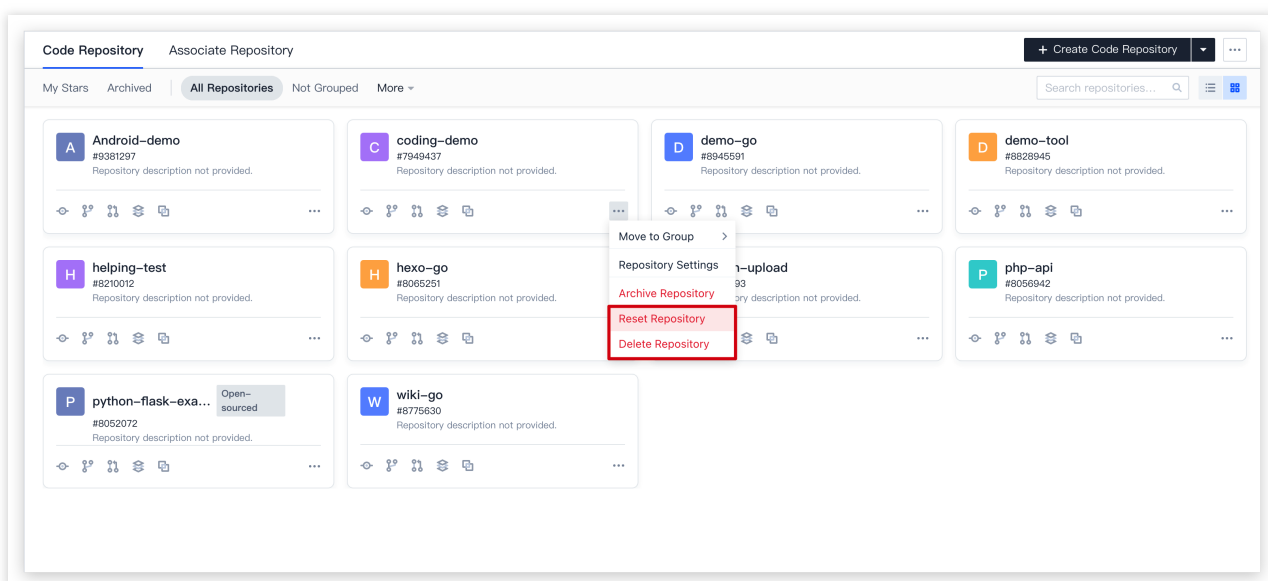 Code Repository Associate Repository + Create Code Repository
My Stars Archived All Repositories Not Grouped More Search repositories...
A Android-demo
#9381297
Repository description not provided.
C coding-demo
#7949437
Repository description not provided.
D demo-go
#8945591
Repository description not provided.
D demo-tool
#8828945
Repository description not provided.
Move to Group
Repository Settings
Archive Repository
Reset Repository
Delete Repository
H helping-test
#8210012
Repository description not provided.
H hexo-go
#8065251
Repository description not provided.
-upload
93
ory description not provided.
P php-api
#8056942
Repository description not provided.
P python-flask-exa... Open-
sourced
#8052072
Repository description not provided.
W wiki-go
#8775630
Repository description not provided.